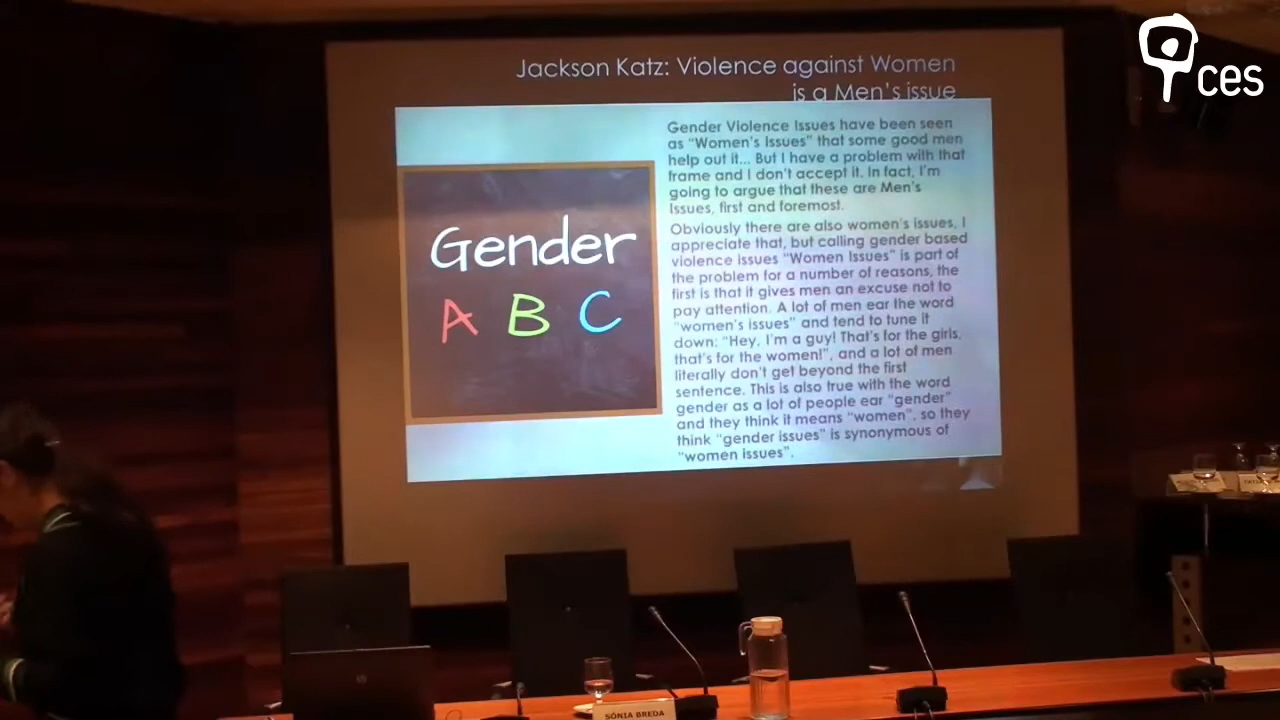 ces
Jackson Katz: Violence against Women
is a Men's issue
Gender Violence Issues have been seen
as "Women's Issues" that some good men
help out it... But I have a problem with that
frame and I don't accept it. In fact, I'm
going to argue that these are Men's
Issues, first and foremost.
Obviously there are also women's issues, I
appreciate that, but calling gender based
violence issues "Women Issues" is part of
the problem for a number of reasons, the
first is that it gives men an excuse not to
pay attention. A lot of men ear the word
"women's issues" and tend to tune it
down: "Hey, I'm a guy! That's for the girls,
that's for the women!", and a lot of men
literally don't get beyond the first
sentence. This is also true with the word
gender as a lot of people ear "gender"
and they think it means "women", so they
think "gender issues" is synonymous of
"women issues".
Gender
A B C
SÓNIA BREDA